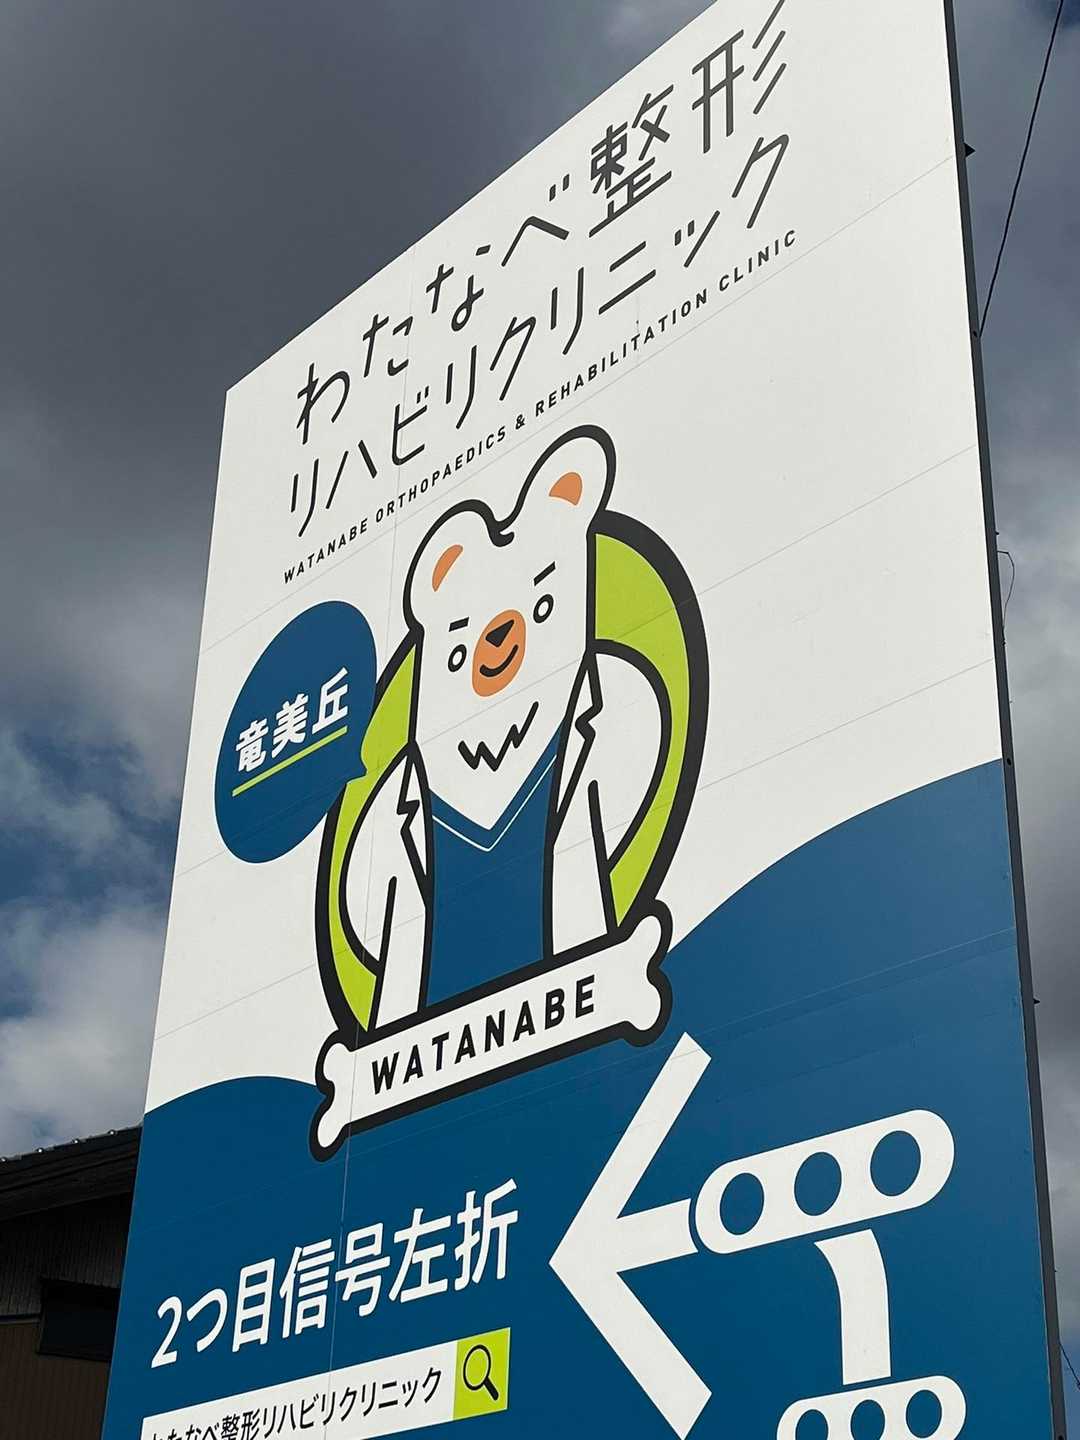 わたなべ整形
リハビリクリニック
WATANABE ORTHOPAEDICS & REHABILITATION CLINIC
竜美丘
WATANABE
2つ目信号左折
わたなべ整形リハビリクリニック